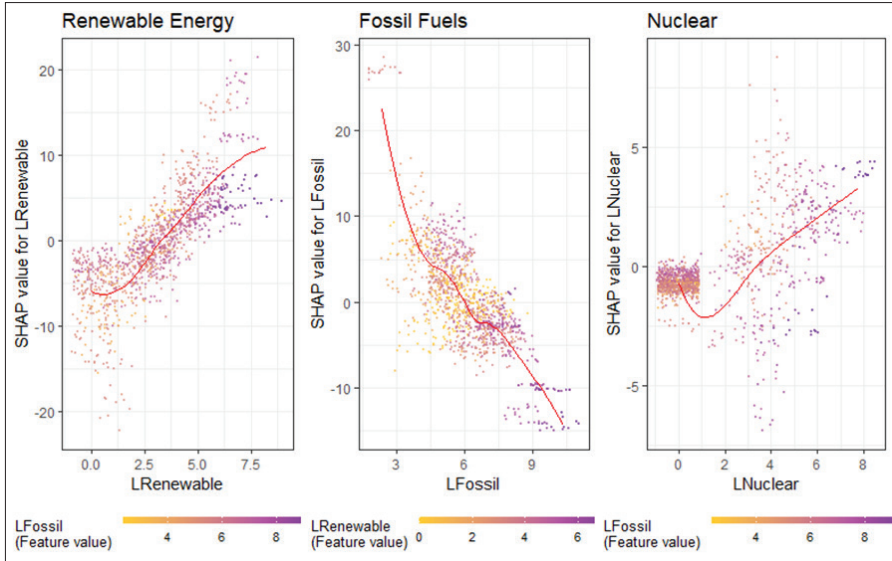 Renewable Energy
Fossil Fuels
Nuclear
SHAP value for LRenewable
20
10
0
-10
-20
0.0
2.5
5.0
7.5
LRenewable
SHAP value for LFossil
30
20
10
0
-10
3
6
9
LFossil
SHAP value for LNuclear
5
0
-5
0
2
4
6
8
LNuclear
LFossil
(Feature value)
4
6
8
LRenewable
(Feature value)
0
2
4
6
LFossil
(Feature value)
4
6
8